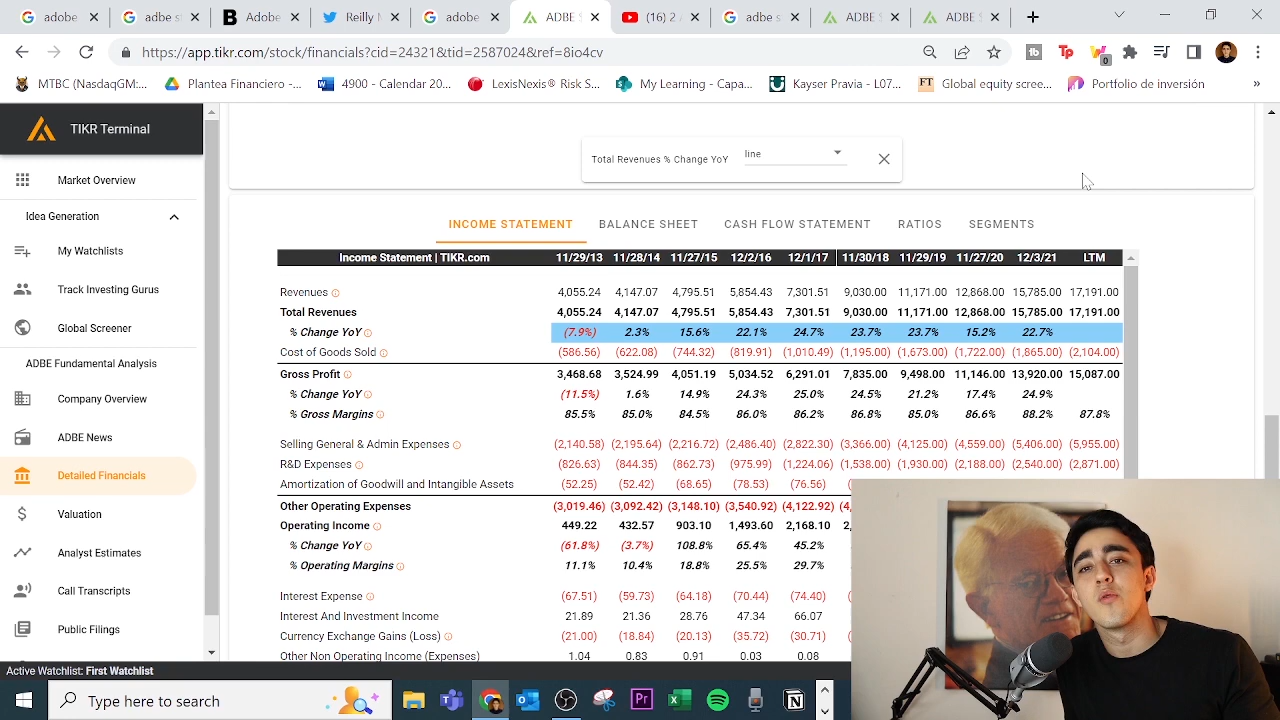 adobe
adobe st
Adobe
Reilly M
adobe
ADBE S
(16) 2
adobe s
ADBE S
ADBE S
https://app.tikr.com/stock/financials?cid=24321&tid=2587024&ref=8io4cv
MTBC (NasdaqGM:... Plantea Financiero -... 4900 - Calendar 20... LexisNexis® S... My Learning - Capa... Kayser Pravia - L07... FT Global equity scree... Portfolio de inversión »
TIKR Terminal
Market Overview
Idea Generation
My Watchlists
Track Investing Gurus
Global Screener
ADBE Fundamental Analysis
Company Overview
ADBE News
Detailed Financials
Valuation
Analyst Estimates
Call Transcripts
Public Filings
Total Revenues % Change YoY line
INCOME STATEMENT BALANCE SHEET CASH FLOW STATEMENT RATIOS SEGMENTS
Income Statement | TIKR.com 11/29/13 11/28/14 11/27/15 12/2/16 12/1/17 11/30/18 11/29/19 11/27/20 12/3/21 LTM
Revenues 4,055.24 4,147.07 4,795.51 5,854.43 7,301.51 9,030.00 11,171.00 12,868.00 15,785.00 17,191.00
Total Revenues 4,055.24 4,147.07 4,795.51 5,854.43 7,301.51 9,030.00 11,171.00 12,868.00 15,785.00 17,191.00
% Change YoY (7.9%) 2.3% 15.6% 22.1% 24.7% 23.7% 23.7% 15.2% 22.7%
Cost of Goods Sold (586.56) (622.08) (744.32) (819.91) (1,010.49) (1,195.00) (1,673.00) (1,722.00) (1,865.00) (2,104.00)
Gross Profit 3,468.68 3,524.99 4,051.19 5,034.52 6,291.01 7,835.00 9,498.00 11,146.00 13,920.00 15,087.00
% Change YoY (11.5%) 1.6% 14.9% 24.3% 25.0% 24.5% 21.2% 17.4% 24.9%
% Gross Margins 85.5% 85.0% 84.5% 86.0% 86.2% 86.8% 85.0% 86.6% 88.2% 87.8%
Selling General & Admin Expenses (2,140.58) (2,195.64) (2,216.72) (2,486.40) (2,822.30) (3,366.00) (4,125.00) (4,559.00) (5,406.00) (5,955.00)
R&D Expenses (826.63) (844.35) (862.73) (975.99) (1,224.06) (1,538.00) (1,930.00) (2,188.00) (2,540.00) (2,871.00)
Amortization of Goodwill and Intangible Assets (52.25) (52.42) (68.65) (78.53) (76.56)
Other Operating Expenses (3,019.46) (3,092.42) (3,148.10) (3,540.92) (4,122.92) (4,
Operating Income 449.22 432.57 903.10 1,493.60 2,168.10 2,
% Change YoY (61.8%) (3.7%) 108.8% 65.4% 45.2%
% Operating Margins 11.1% 10.4% 18.8% 25.5% 29.7%
Interest Expense (67.51) (59.73) (64.18) (70.44) (74.40)
Interest And Investment Income 21.89 21.36 28.76 47.34 66.07
Currency Exchange Gains (Loss) (21.00) (18.84) (20.13) (35.72) (30.71)
Other Non Operating Income (Expenses) 1.04 0.83 0.91 0.03 0.08
Active Watchlist: First Watchlist
Type here to search